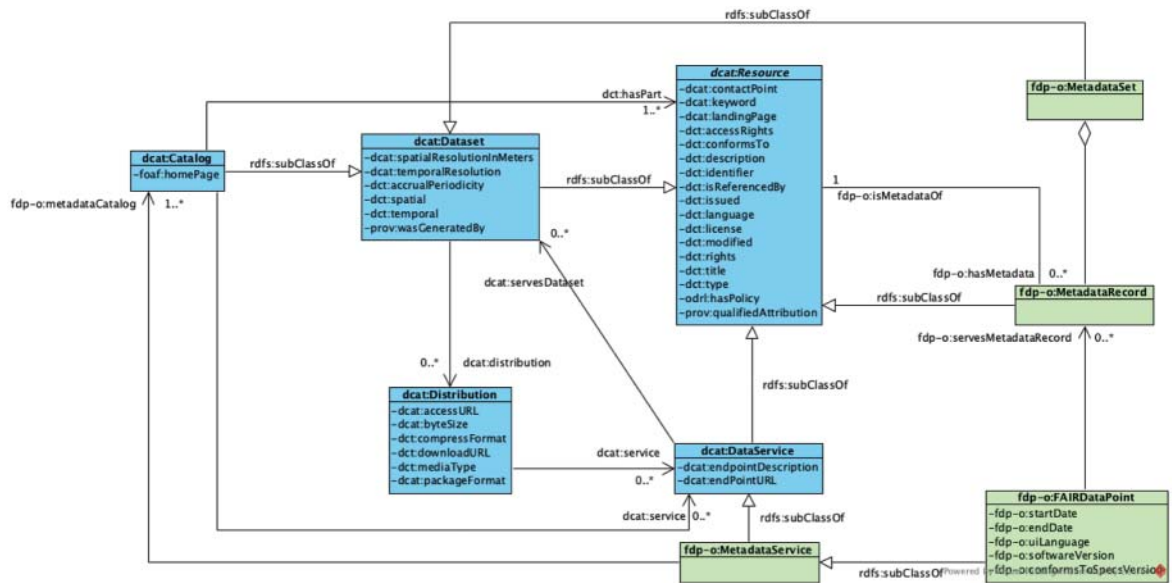 rdfs:subClassOf
dcat:Resource
-dcat:contactPoint
-dcat:keyword
-dcat:landingPage
-dct:accessRights
-dct:conformsTo
-dct:description
-dct:identifier
-dct:isReferencedBy
-dct:issued
-dct:language
-dct:license
-dct:modified
-dct:rights
-dct:title
-dct:type
-odrl:hasPolicy
-prov:qualifiedAttribution
fdp-o:MetadataSet
dct:hasPart
1..*
dcat:Dataset
-dcat:spatialResolutionInMeters
-dcat:temporalResolution
-dct:accrualPeriodicity
-dct:spatial
-dct:temporal
-prov:wasGeneratedBy
dcat:Catalog
-foaf:homePage
rdfs:subClassOf
rdfs:subClassOf
1
fdp-o:isMetadataOf
fdp-o:metadataCatalog
1..*
0..*
dcat:servesDataset
fdp-o:hasMetadata
0..*
fdp-o:MetadataRecord
rdfs:subClassOf
fdp-o:servesMetadataRecord
0..*
0..*
dcat:distribution
rdfs:subClassOf
dcat:Distribution
-dcat:accessURL
-dcat:byteSize
-dct:compressFormat
-dct:downloadURL
-dct:mediaType
-dcat:packageFormat
dcat:service
0..*
dcat:DataService
-dcat:endpointDescription
-dcat:endPointURL
dcat:service
0..*
rdfs:subClassOf
fdp-o:MetadataService
fdp-o:FAIRDataPoint
-fdp-o:startDate
-fdp-o:endDate
-fdp-o:uiLanguage
-fdp-o:softwareVersion
-fdp-o:conformsToSpecsVersion
rdfs:subClassOf
Powered